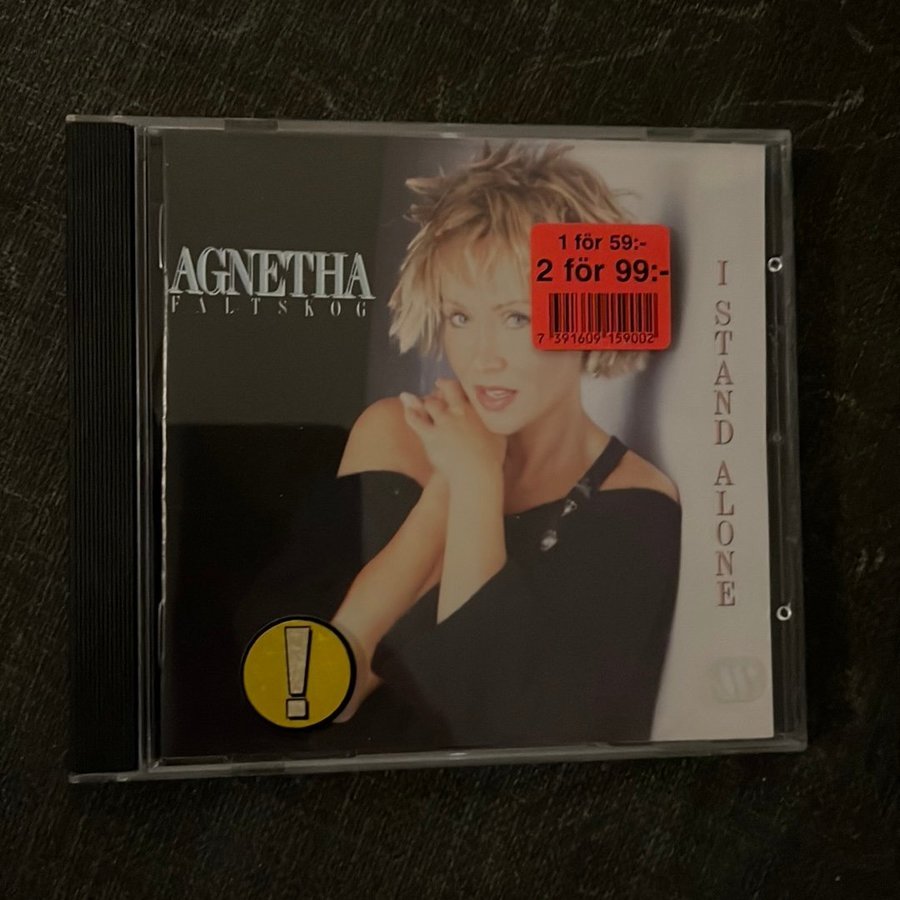 AGNETHA
FÄLTSKOG
1 för 59:-
2 för 99:-
7 391609 159002
I STAND ALONE
!